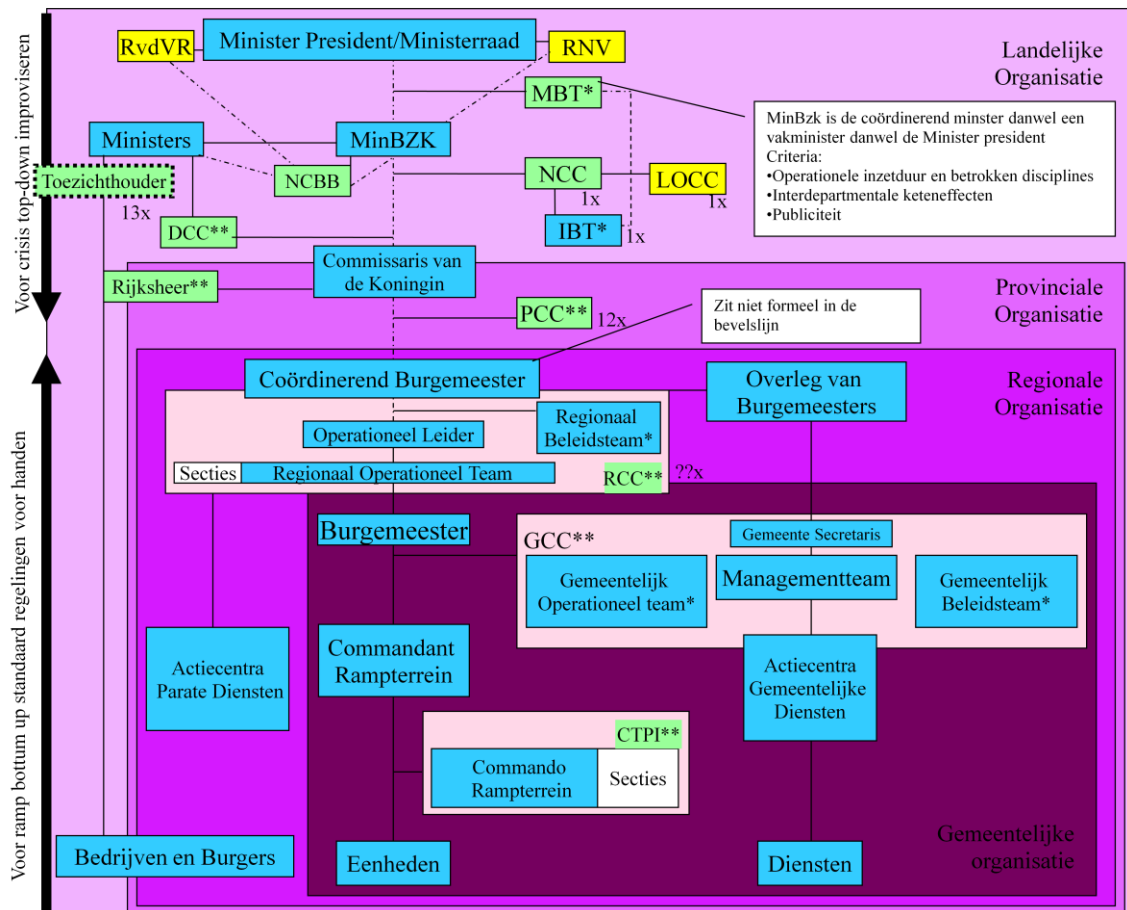 RvdVR
Minister President/Ministerraad
RNV
Landelijke
Organisatie
MBT*
MinBzk is de coördinerend minster danwel een
vakminister danwel de Minister president
Criteria:
•Operationele inzetduur en betrokken disciplines
•Interdepartmentale keteneffecten
•Publiciteit
Ministers
MinBZK
Toezichthouder
NCBB
NCC
LOCC
13x
1x
1x
DCC**
IBT*
1x
Voor crisis top-down improviseren
Commissaris van
de Koningin
Rijksheer**
Provinciale
Organisatie
PCC**
12x
Zit niet formeel in de
bevelslijn
Coördinerend Burgemeester
Overleg van
Burgemeesters
Regionale
Organisatie
Regionaal
Beleidsteam*
Operationeel Leider
Secties
Regionaal Operationeel Team
RCC**
??x
Burgemeester
GCC**
Gemeente Secretaris
Gemeentelijk
Operationeel team*
Managementteam
Gemeentelijk
Beleidsteam*
Voor ramp bottum up standaard regelingen voor handen
Actiecentra
Parate Diensten
Commandant
Rampterrein
Actiecentra
Gemeentelijke
Diensten
CTPI**
Commando
Rampterrein
Secties
Gemeentelijke
organisatie
Bedrijven en Burgers
Eenheden
Diensten